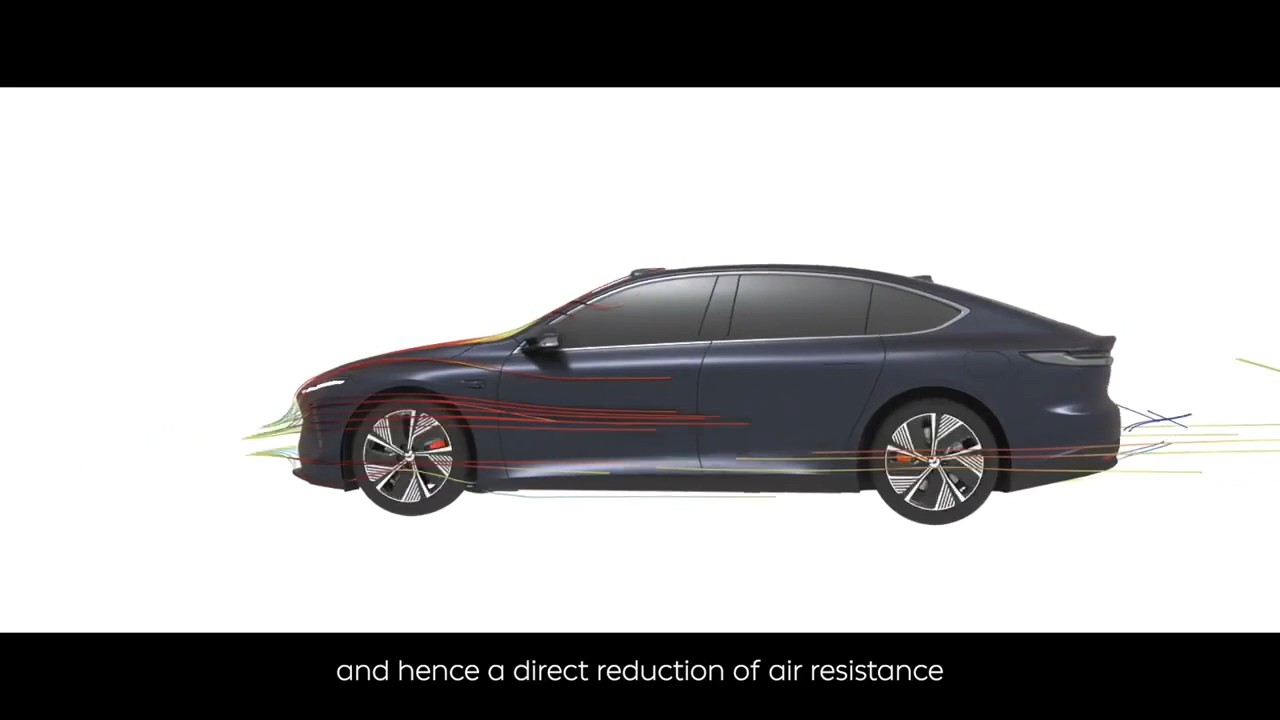 and hence a direct reduction of air resistance